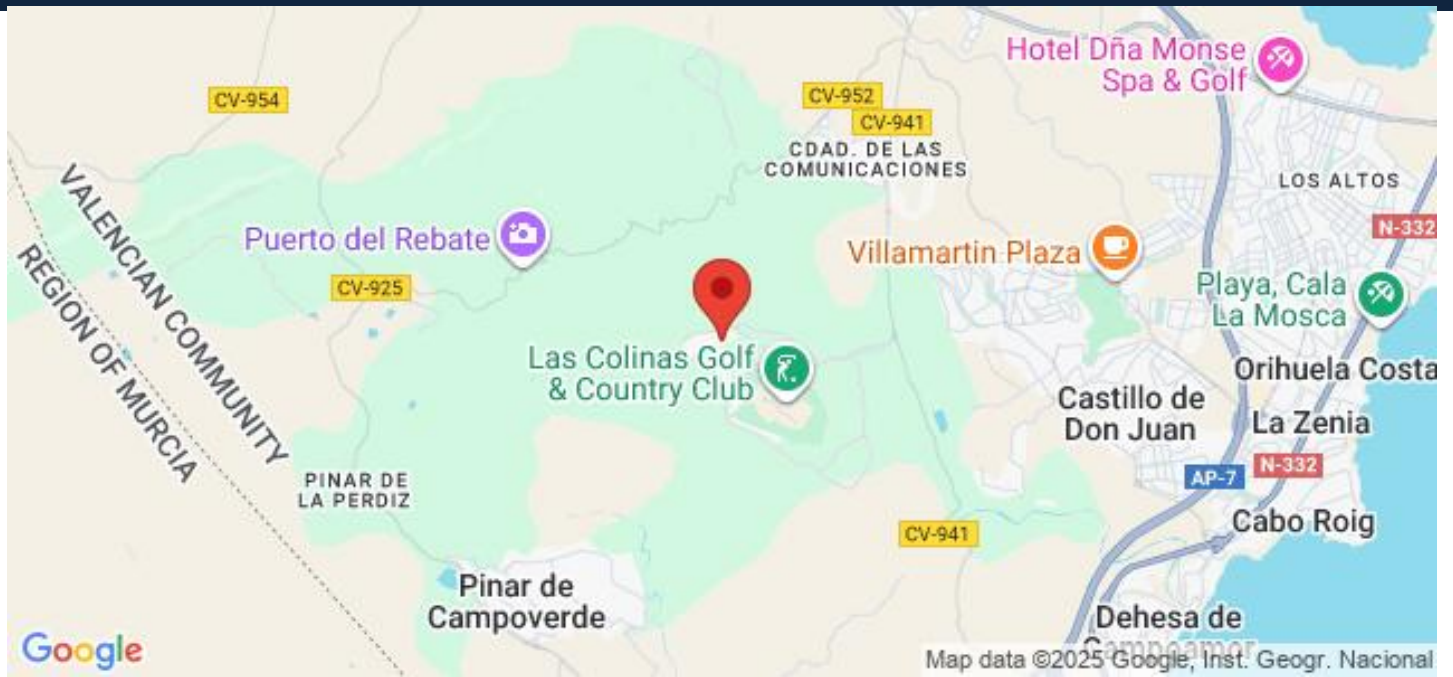 Hotel Dña Monse
Spa & Golf
CV-954
CV-952
CV-941
CDAD. DE LAS
COMUNICACIONES
LOS ALTOS
VALENCIAN COMMUNITY
REGION OF MURCIA
Puerto del Rebate
N-332
Villamartin Plaza
CV-925
Playa, Cala
La Mosca
Las Colinas Golf
& Country Club
Orihuela Costa
Castillo de
Don Juan
La Zenia
PINAR DE
LA PERDIZ
AP-7
N-332
Cabo Roig
CV-941
Pinar de
Campoverde
Dehesa de
Campoamor
Google
Map data ©2025 Google, Inst. Geogr. Nacional